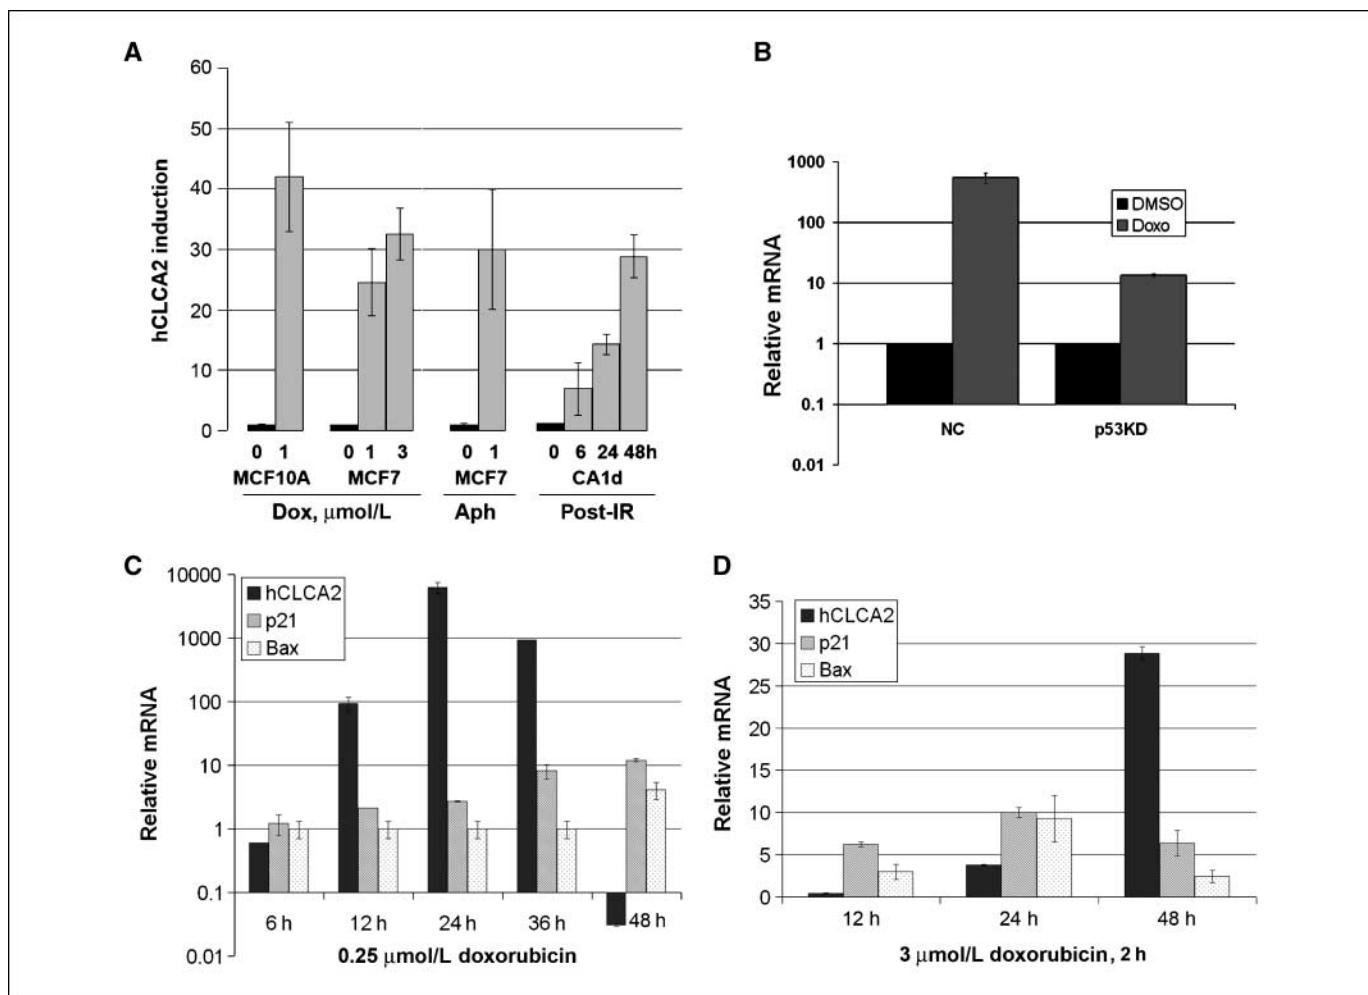 A
60
50
40
30
20
10
0
hCLCA2 induction
0 1 0 1 3 0 1 0 6 24 48h
MCF10A MCF7 MCF7 CA1d
Dox, μmol/L Aph Post-IR
B
1000
100
10
1
0.1
0.01
Relative mRNA
DMSO
Doxo
NC p53KD
C
10000
1000
100
10
1
0.1
0.01
Relative mRNA
hCLCA2
p21
Bax
6 h 12 h 24 h 36 h 48 h
0.25 μmol/L doxorubicin
D
35
30
25
20
15
10
5
0
Relative mRNA
hCLCA2
p21
Bax
12 h 24 h 48 h
3 μmol/L doxorubicin, 2 h